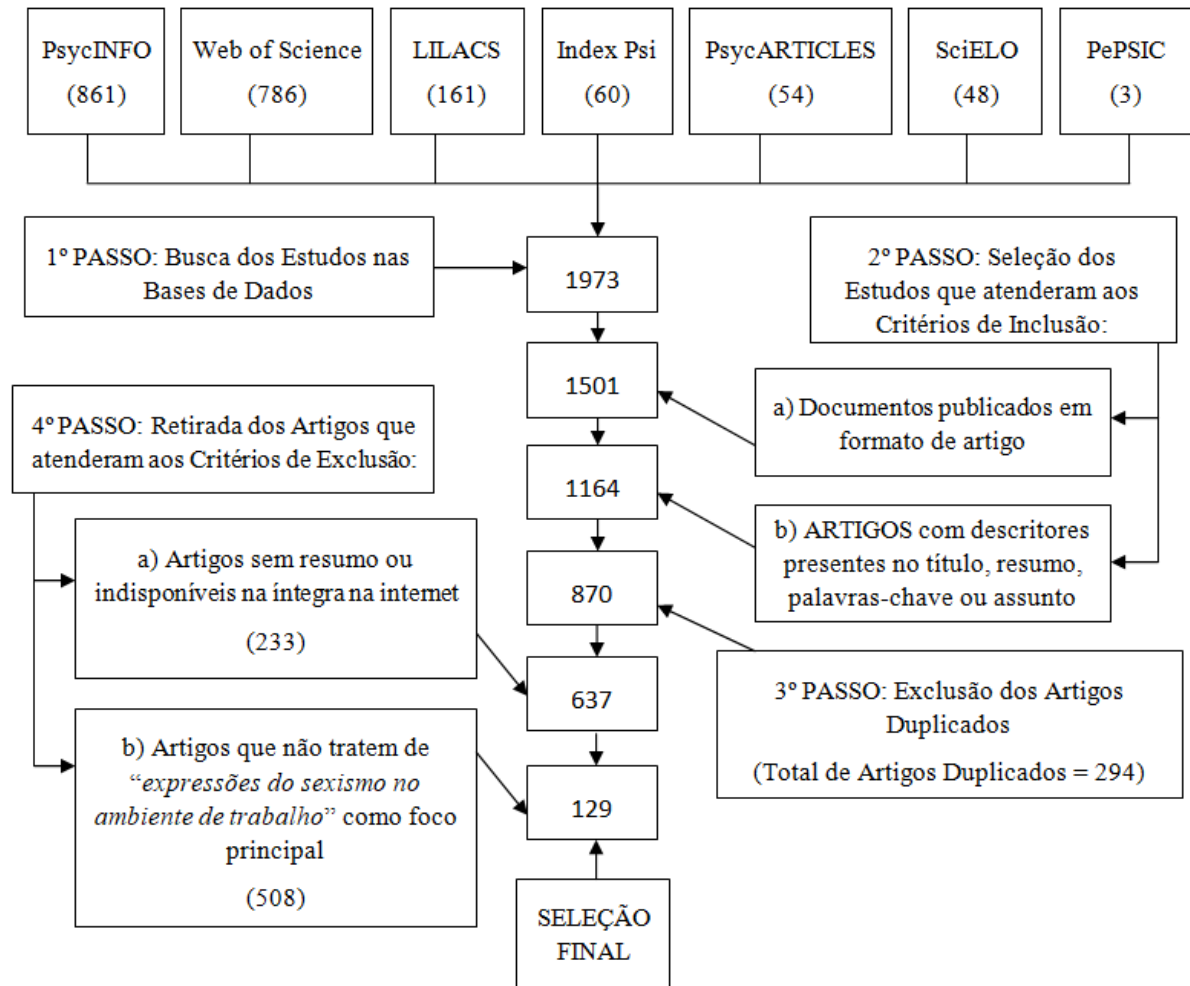 PsycINFO
(861)
Web of Science
(786)
LILACS
(161)
Index Psi
(60)
PsycARTICLES
(54)
SciELO
(48)
PePSIC
(3)
1º PASSO: Busca dos Estudos nas
Bases de Dados
1973
2º PASSO: Seleção dos
Estudos que atenderam aos
Critérios de Inclusão:
1501
a) Documentos publicados em
formato de artigo
4º PASSO: Retirada dos Artigos que
atenderam aos Critérios de Exclusão:
1164
b) ARTIGOS com descritores
presentes no título, resumo,
palavras-chave ou assunto
a) Artigos sem resumo ou
indisponíveis na íntegra na internet
(233)
870
637
3º PASSO: Exclusão dos Artigos
Duplicados
(Total de Artigos Duplicados = 294)
b) Artigos que não tratem de
“expressões do sexismo no
ambiente de trabalho” como foco
principal
(508)
129
SELEÇÃO
FINAL